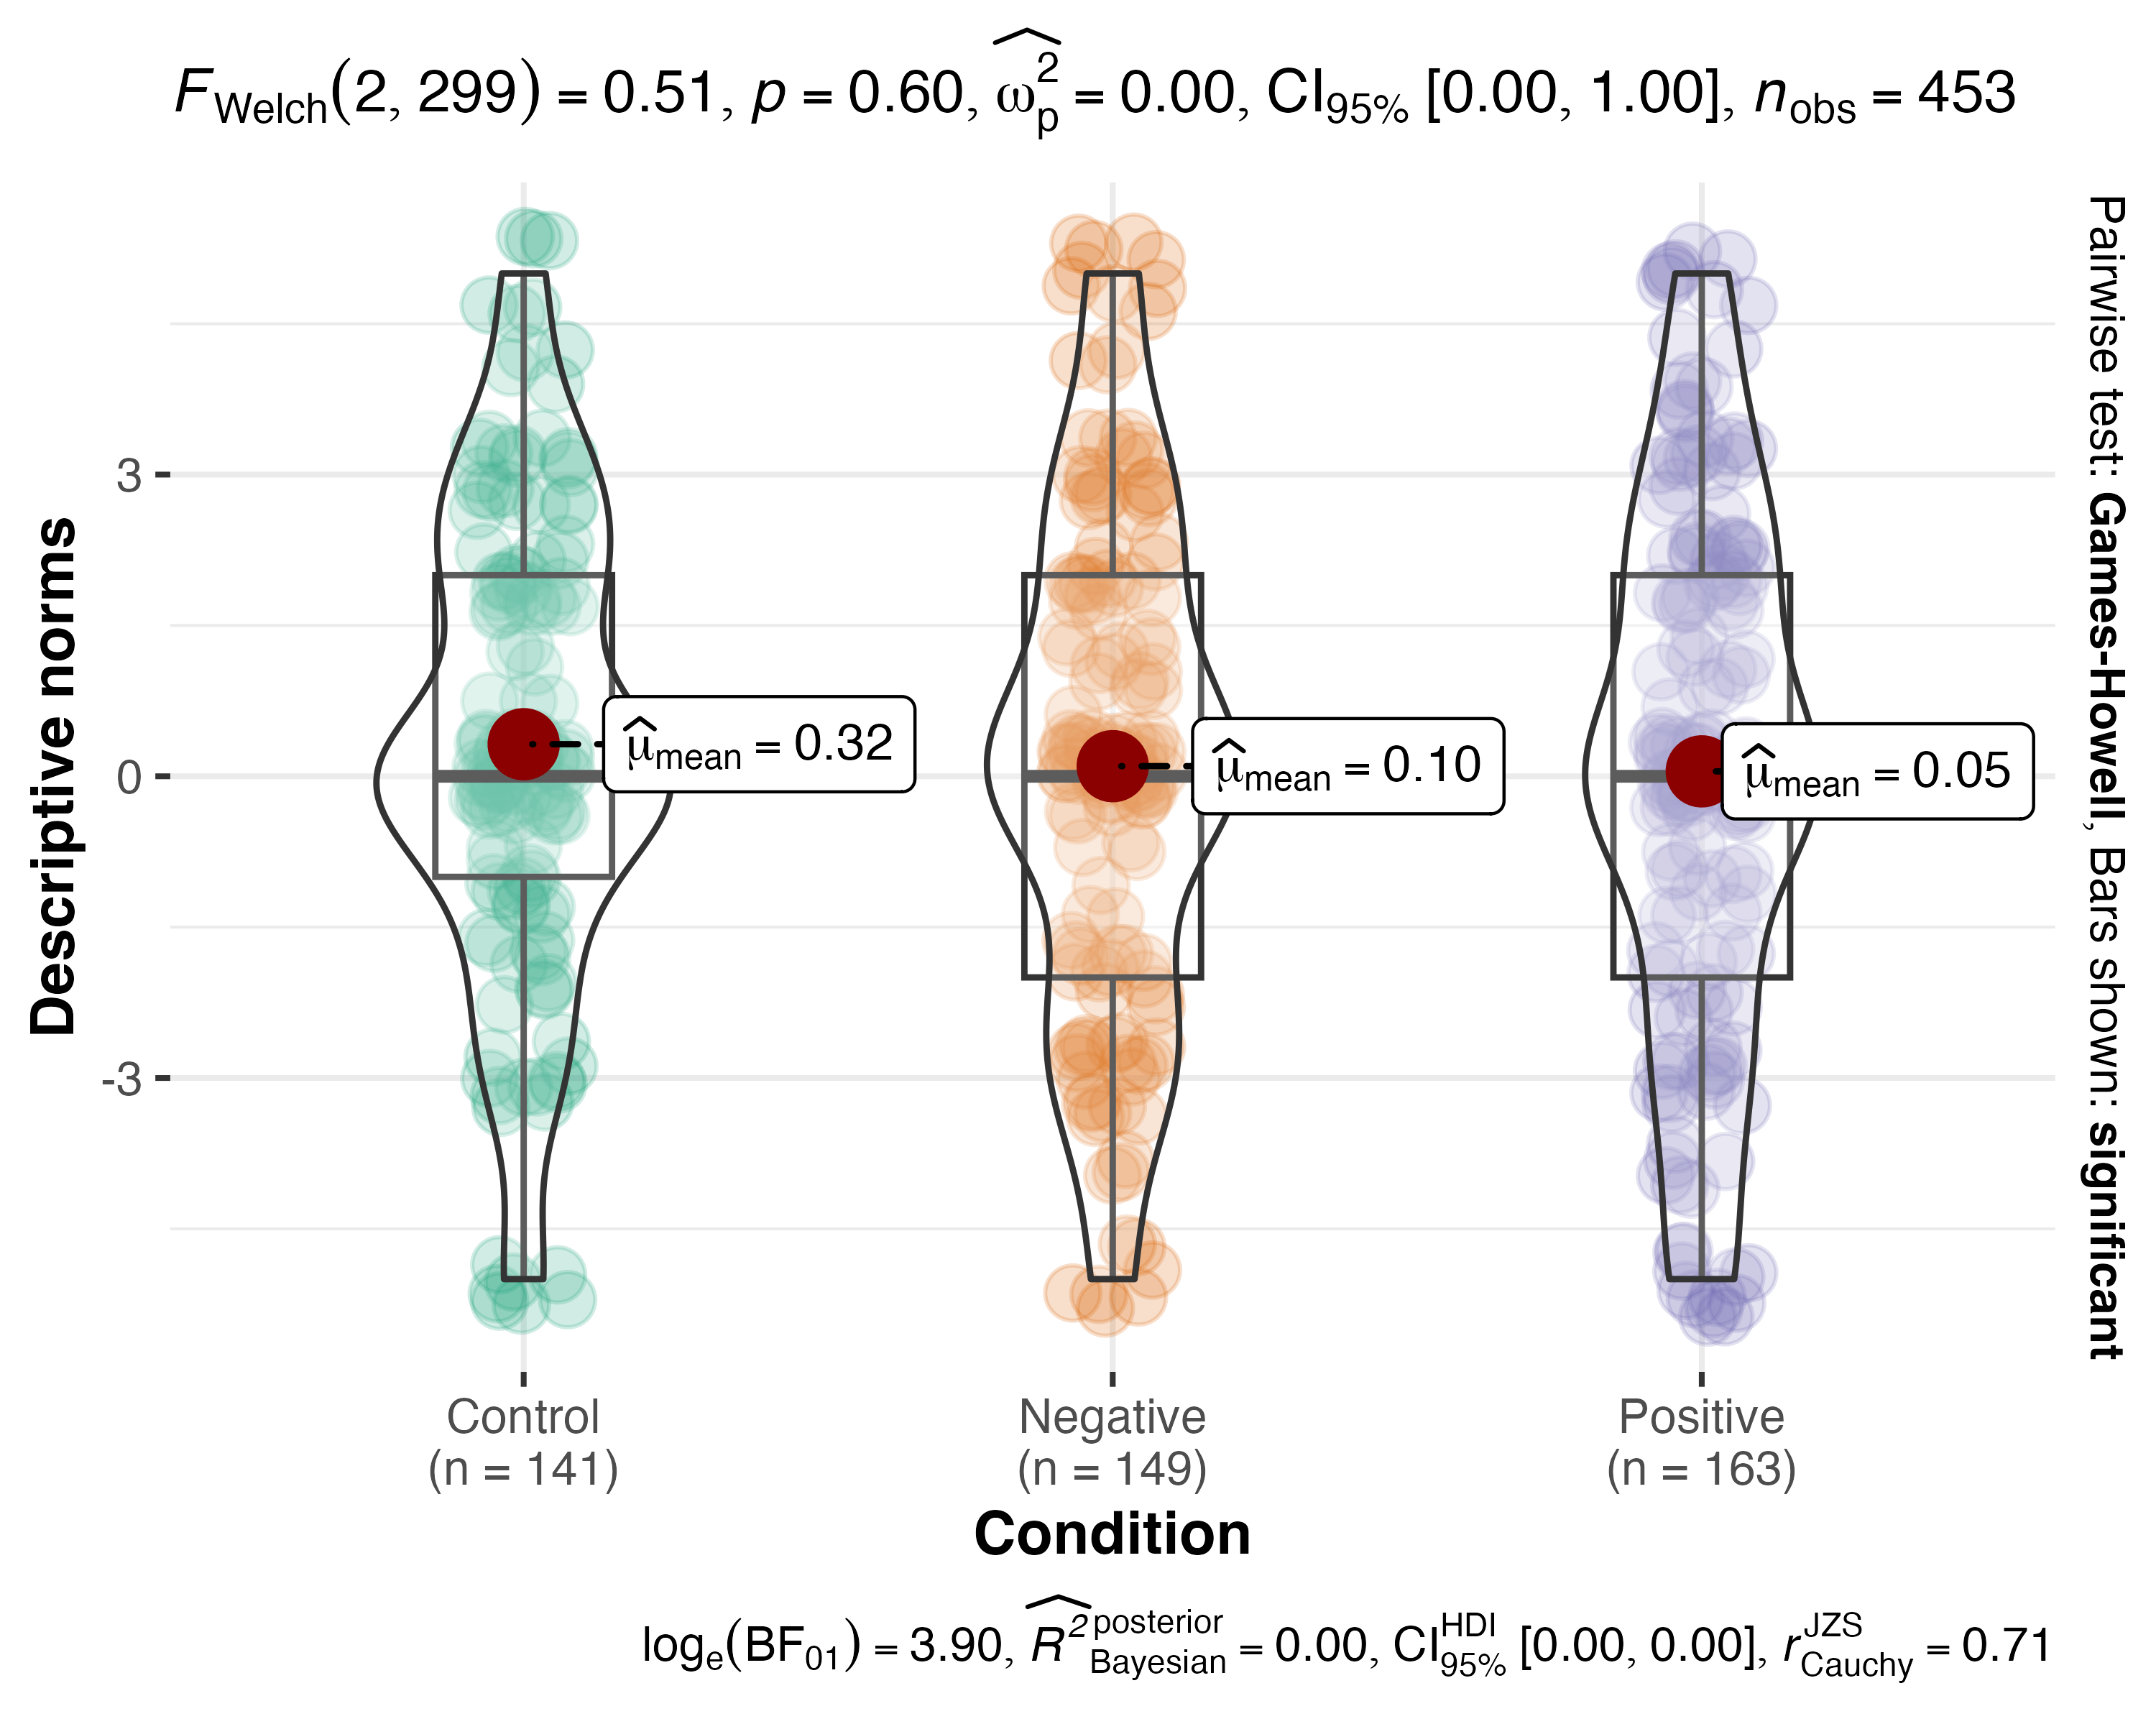 F_Welch(2, 299) = 0.51, p = 0.60, ω̂²_p = 0.00, CI_95% [0.00, 1.00], n_obs = 453
Descriptive norms
3
0
-3
μ̂_mean = 0.32
μ̂_mean = 0.10
μ̂_mean = 0.05
Pairwise test: Games-Howell, Bars shown: significant
Control
(n = 141)
Negative
(n = 149)
Positive
(n = 163)
Condition
log_e(BF_01) = 3.90, R̂²^posterior_Bayesian = 0.00, CI^HDI_95% [0.00, 0.00], r^JZS_Cauchy = 0.71